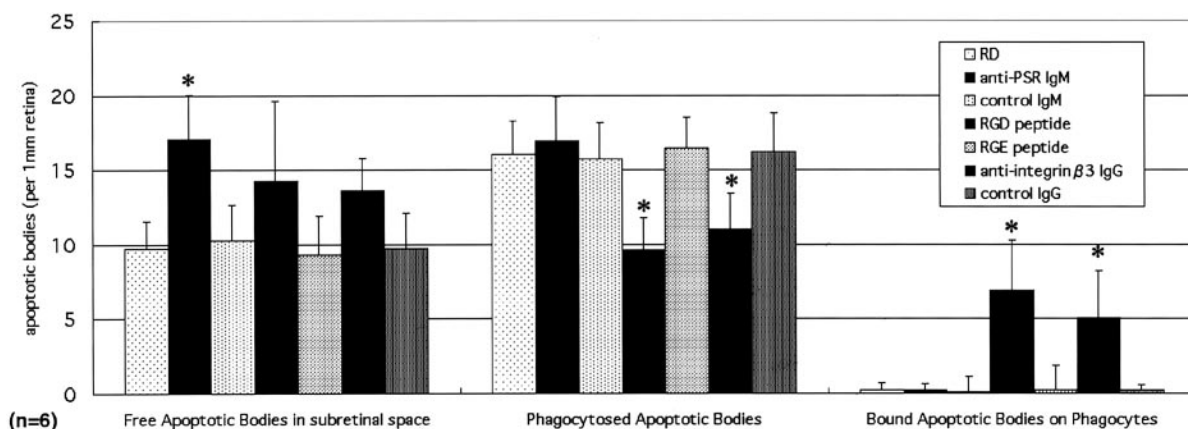 25
20
15
10
5
0
apoptotic bodies (per 1mm retina)
*
*
*
*
*
RD
anti-PSR IgM
control IgM
RGD peptide
RGE peptide
anti-integrin β3 IgG
control IgG
(n=6)
Free Apoptotic Bodies in subretinal space
Phagocytosed Apoptotic Bodies
Bound Apoptotic Bodies on Phagocytes